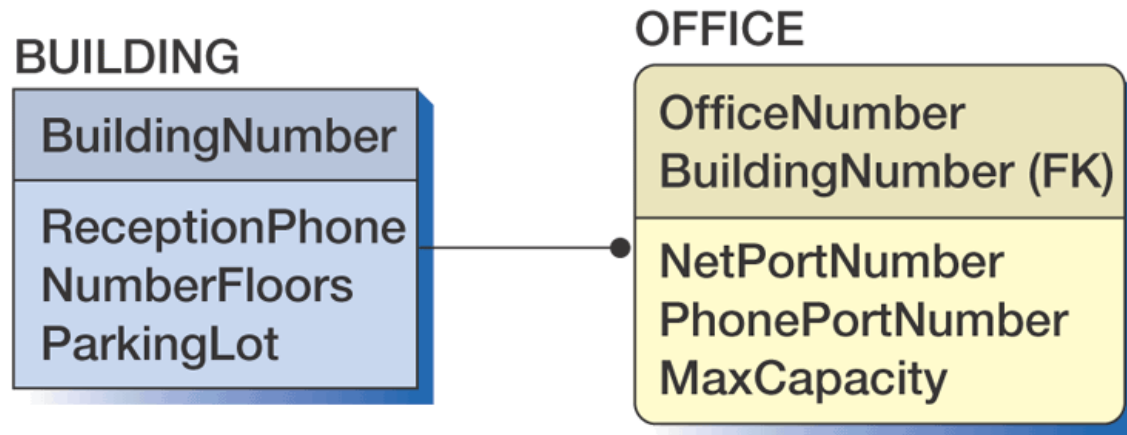 BUILDING
BuildingNumber
ReceptionPhone
NumberFloors
ParkingLot
OFFICE
OfficeNumber
BuildingNumber (FK)
NetPortNumber
PhonePortNumber
MaxCapacity